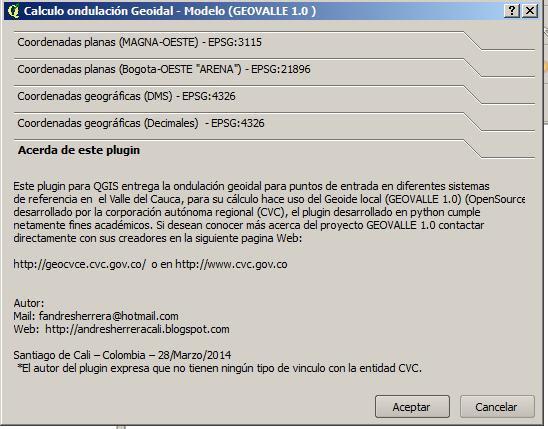 Calculo ondulación Geoidal - Modelo (GEOVALLE 1.0 )
Coordenadas planas (MAGNA-OESTE) - EPSG:3115
Coordenadas planas (Bogota-OESTE "ARENA") - EPSG:21896
Coordenadas geográficas (DMS) - EPSG:4326
Coordenadas geográficas (Decimales) - EPSG:4326
Acerda de este plugin
Este plugin para QGIS entrega la ondulación geoidal para puntos de entrada en diferentes sistemas
de referencia en el Valle del Cauca, para su cálculo hace uso del Geoide local (GEOVALLE 1.0) (OpenSource
desarrollado por la corporación autónoma regional (CVC), el plugin desarrollado en python cumple
netamente fines académicos. Si desean conocer más acerca del proyecto GEOVALLE 1.0 contactar
directamente con sus creadores en la siguiente pagina Web:
http://geocvce.cvc.gov.co/ o en http://www.cvc.gov.co
Autor:
Mail: fandresherrera@hotmail.com
Web: http://andresherreracali.blogspot.com
Santiago de Cali – Colombia – 28/Marzo/2014
*El autor del plugin expresa que no tienen ningún tipo de vinculo con la entidad CVC.
Aceptar
Cancelar